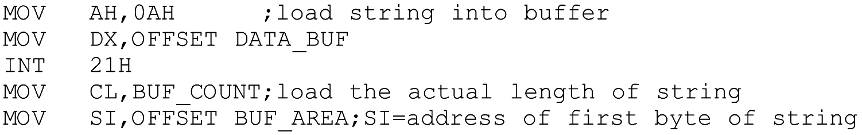 MOV AH,0AH ;load string into buffer
MOV DX,OFFSET DATA_BUF
INT 21H
MOV CL,BUF_COUNT;load the actual length of string
MOV SI,OFFSET BUF_AREA;SI=address of first byte of string